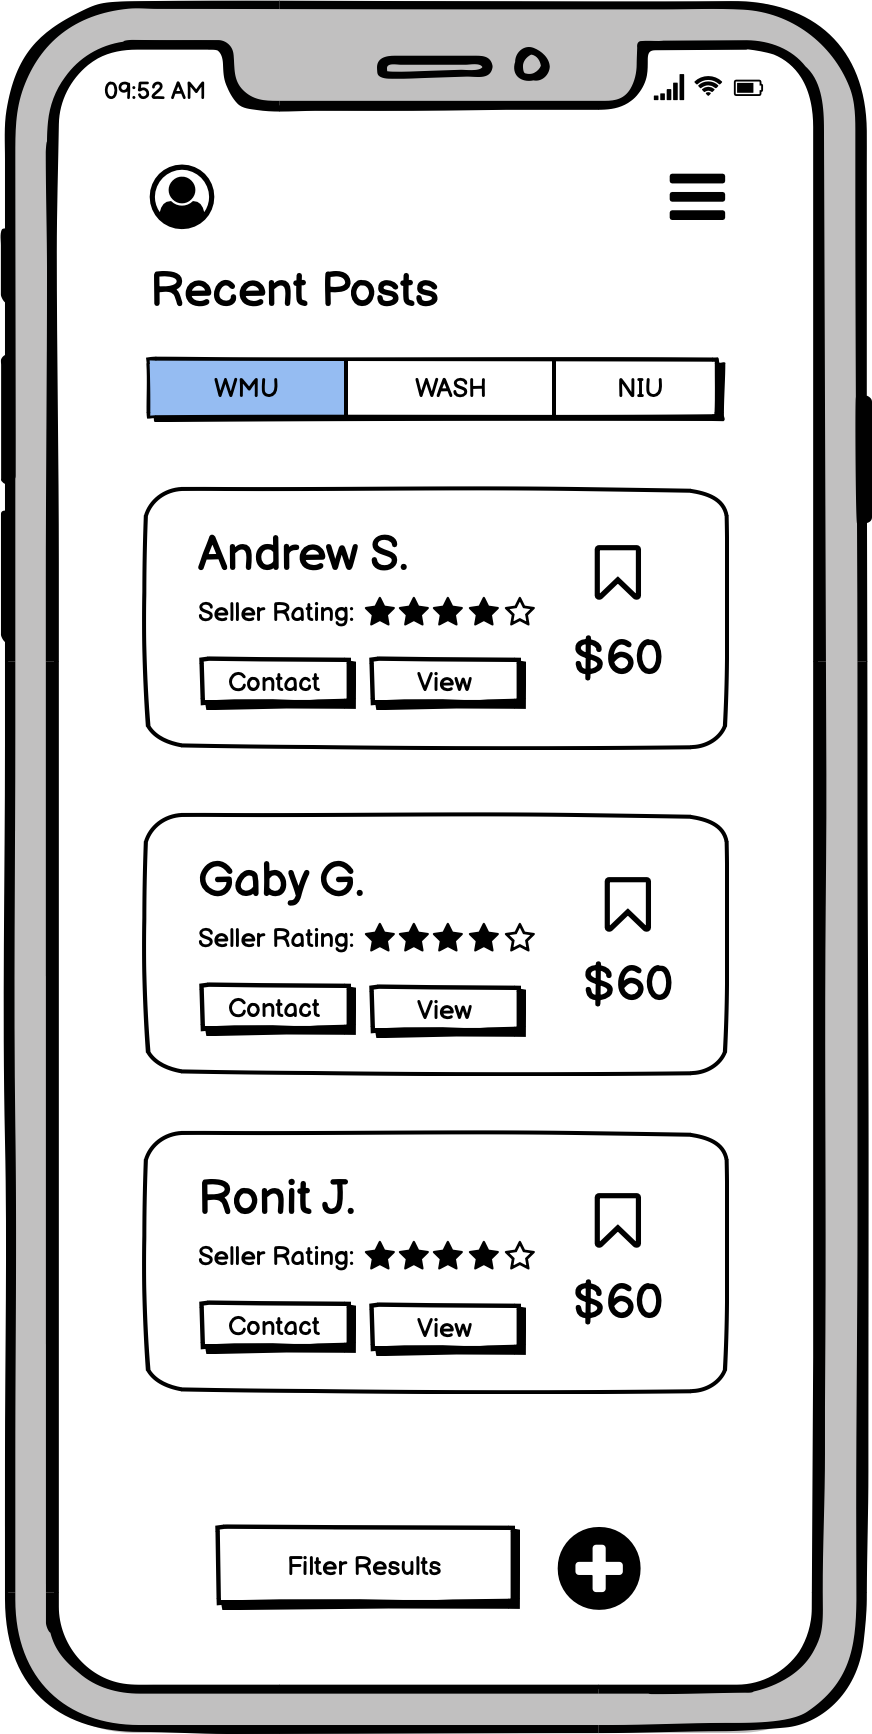 09:52 AM
Recent Posts
WMU WASH NIU
Andrew S.
Seller Rating:
$60
Contact View
Gaby G.
Seller Rating:
$60
Contact View
Ronit J.
Seller Rating:
$60
Contact View
Filter Results